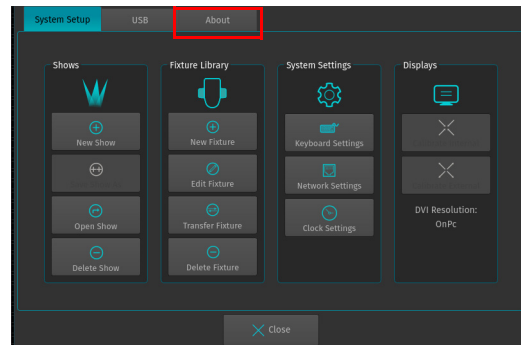 System Setup
USB
About
Shows
Fixture Library
System Settings
Displays
New Show
New Fixture
Keyboard Settings
Edit Fixture
Network Settings
Open Show
Transfer Fixture
Clock Settings
DVI Resolution:
OnPc
Delete Show
Delete Fixture
Close